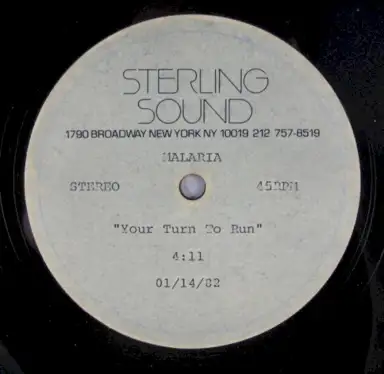 STERLING
SOUND
1790 BROADWAY NEW YORK NY 10019 212 757-8519
MALARIA
STEREO 45RPM
"Your Turn To Run"
4:11
01/14/82